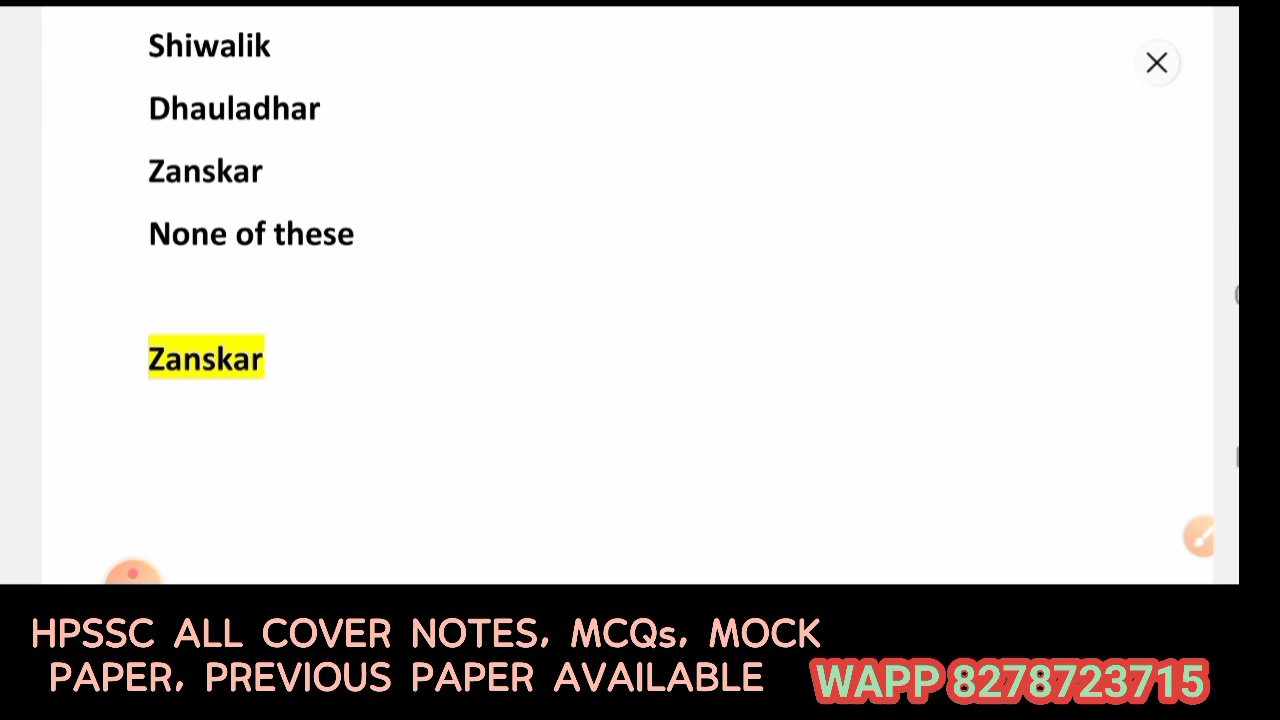 Shiwalik
Dhauladhar
Zanskar
None of these
Zanskar
HPSSC ALL COVER NOTES, MCQs, MOCK
PAPER, PREVIOUS PAPER AVAILABLE
WAPP 8278723715